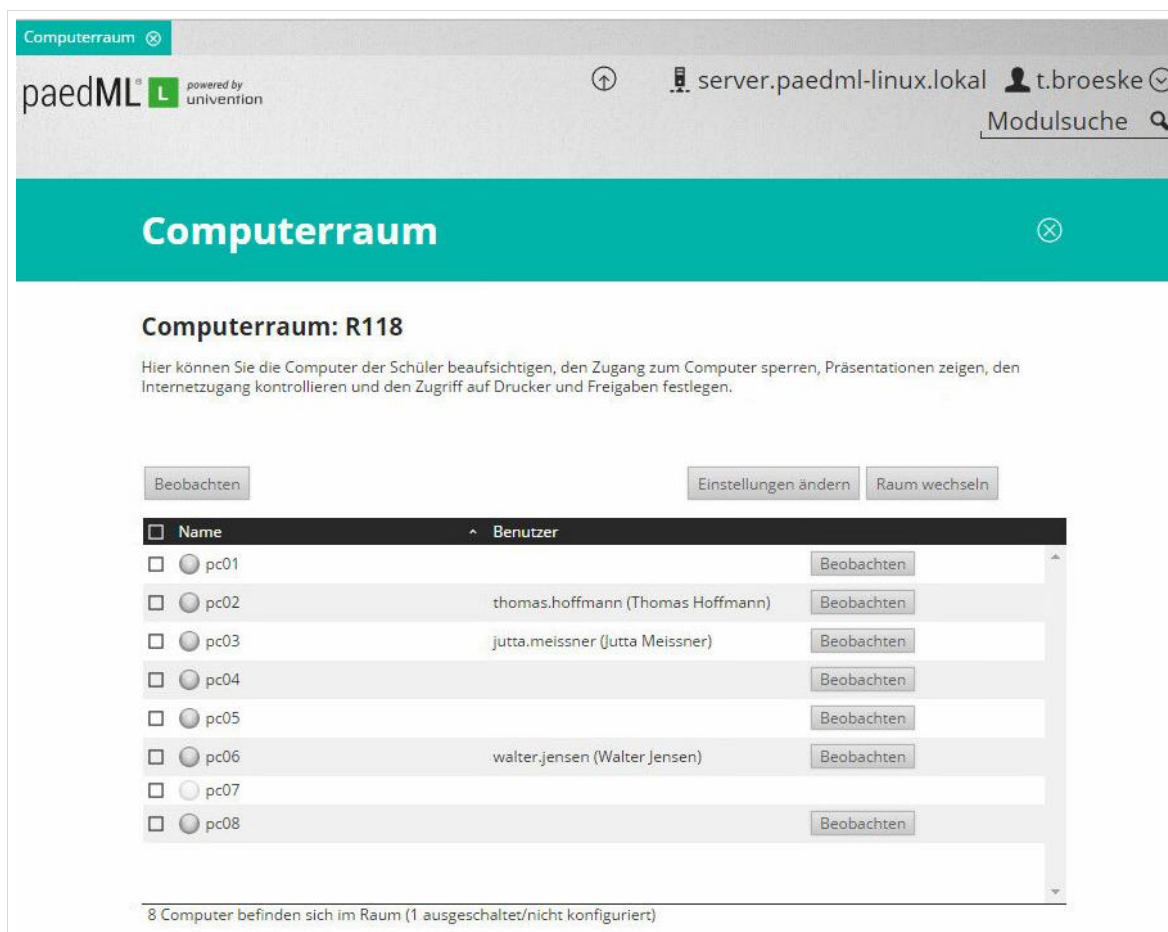 Computerraum
paedML® L powered by univention
server.paedml-linux.lokal t.broeske
Modulsuche
Computerraum
Computerraum: R118
Hier können Sie die Computer der Schüler beaufsichtigen, den Zugang zum Computer sperren, Präsentationen zeigen, den
Internetzugang kontrollieren und den Zugriff auf Drucker und Freigaben festlegen.
Beobachten Einstellungen ändern Raum wechseln
Name Benutzer
pc01 Beobachten
pc02 thomas.hoffmann (Thomas Hoffmann) Beobachten
pc03 jutta.meissner (Jutta Meissner) Beobachten
pc04 Beobachten
pc05 Beobachten
pc06 walter.jensen (Walter Jensen) Beobachten
pc07
pc08 Beobachten
8 Computer befinden sich im Raum (1 ausgeschaltet/nicht konfiguriert)